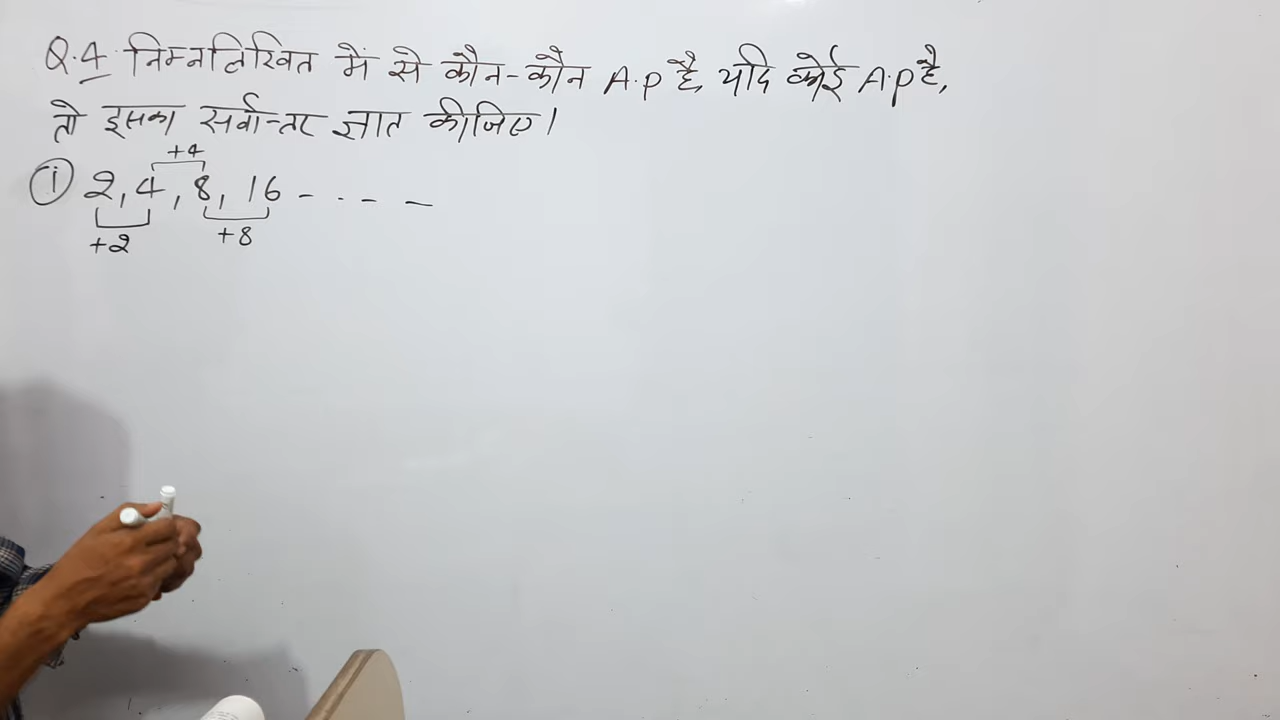 Q.4 निम्नलिखित में से कौन-कौन A.P है, यदि कोई A.P है,
तो इसका सर्वान्तर ज्ञात कीजिए।
+4
(i) 2, 4, 8, 16 - . . - -
+2 +8